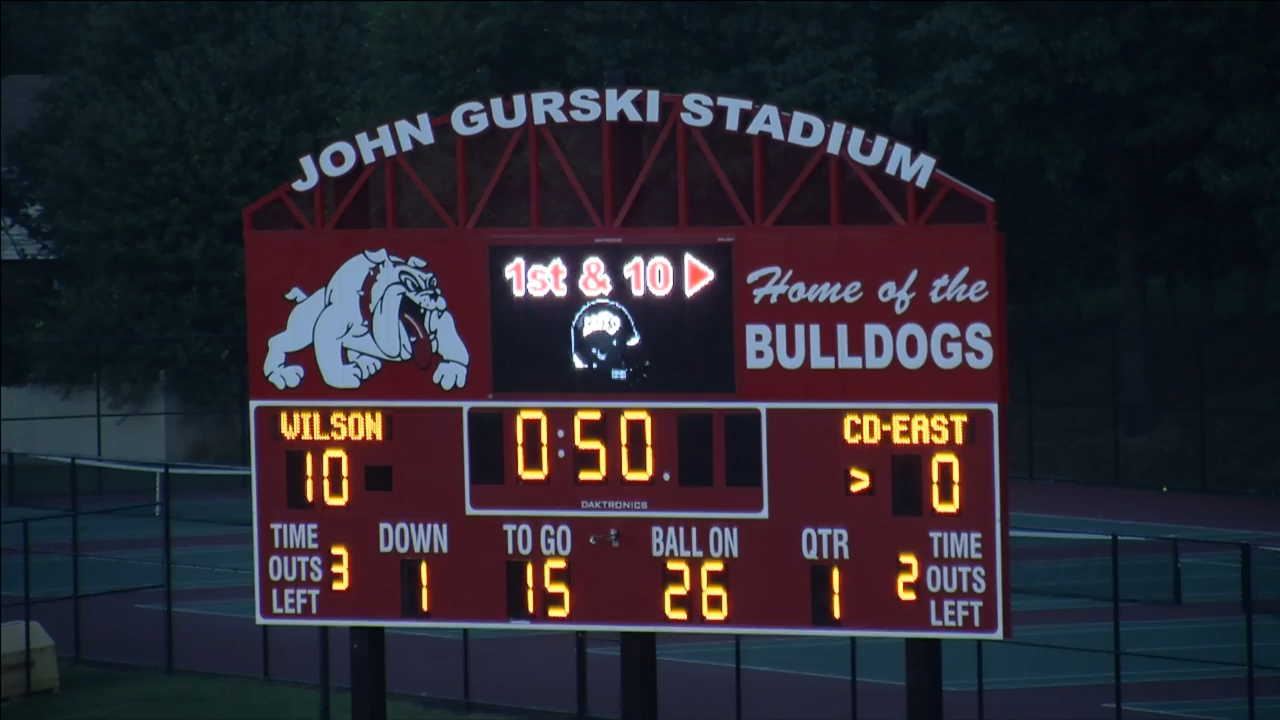 JOHN GURSKI STADIUM
1st & 10
Home of the
BULLDOGS
WILSON
0:50.
CD-EAST
10
> 0
DAKTRONICS
TIME OUTS LEFT 3
DOWN 1
TO GO 15
BALL ON 26
QTR 1
2 TIME OUTS LEFT